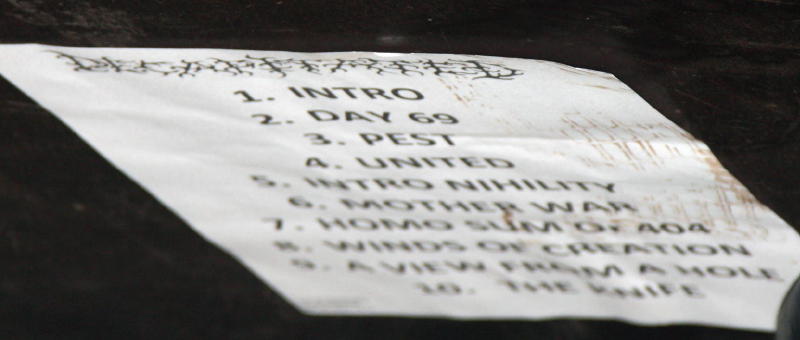 DECAPITATED
1. INTRO
2. DAY 69
3. PEST
4. UNITED
5. INTRO NIHILITY
6. MOTHER WAR
7. HOMO SUM OF 404
8. WINDS OF CREATION
9. A VIEW FROM A HOLE
10. THE KNIFE